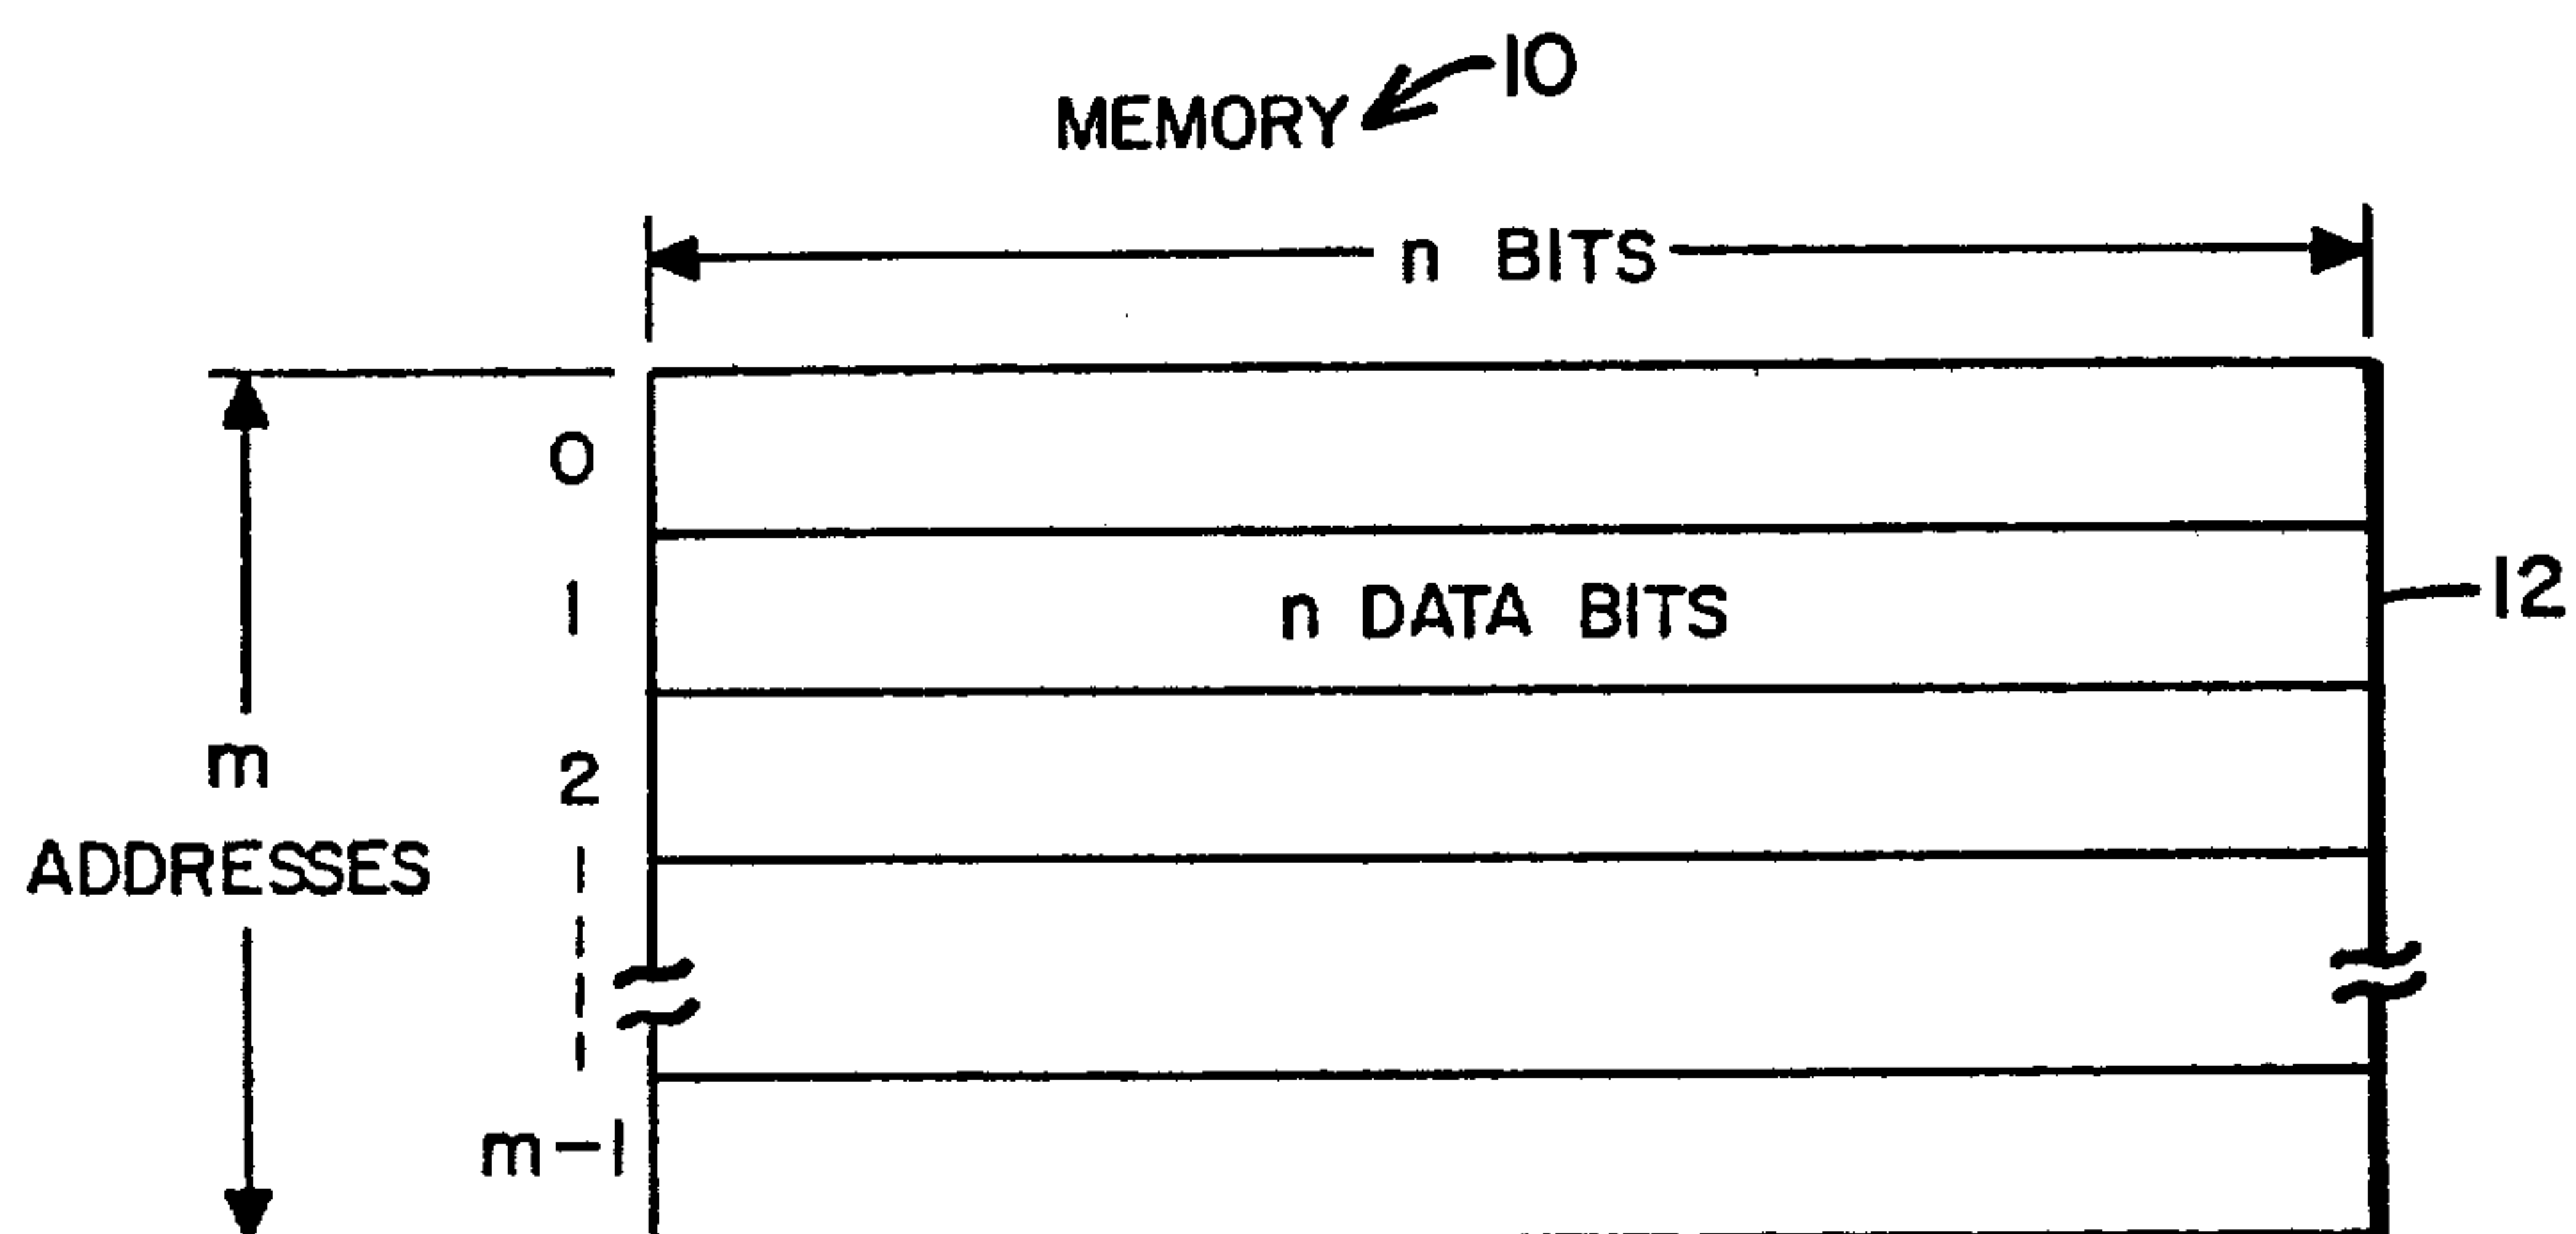 10
MEMORY
n BITS
0
1
n DATA BITS
12
m
ADDRESSES
2
m-1